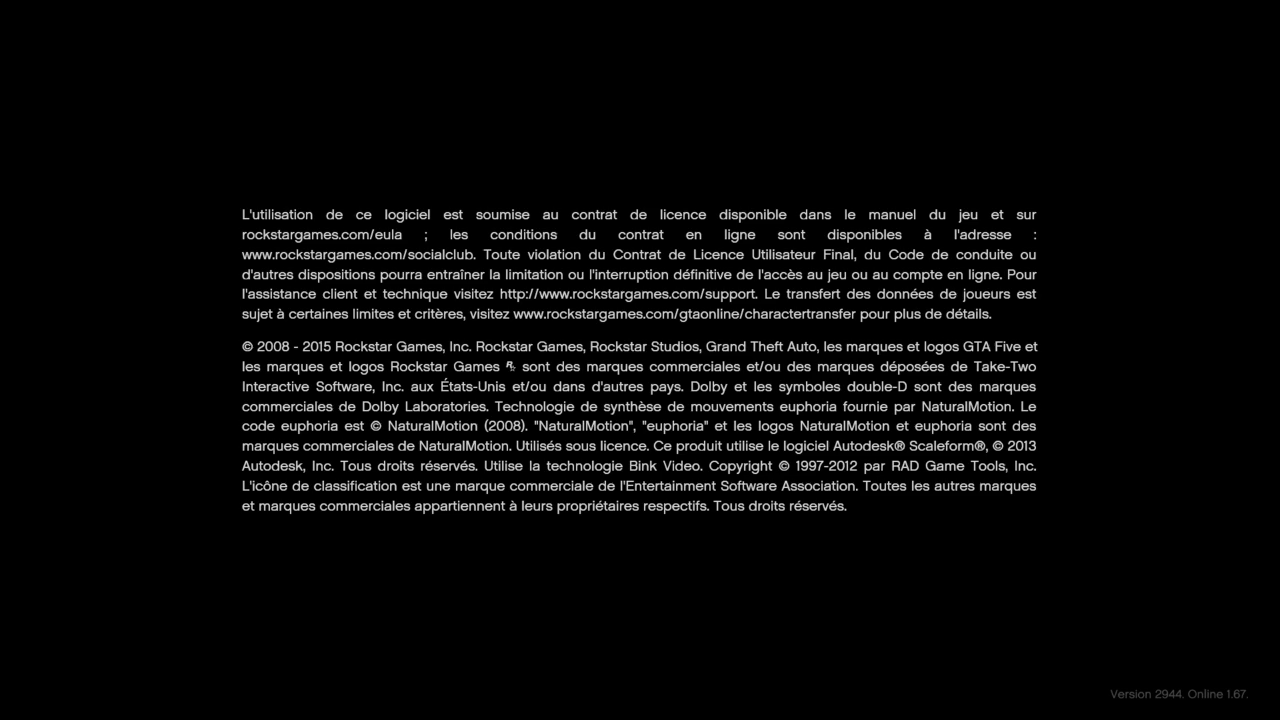 L'utilisation de ce logiciel est soumise au contrat de licence disponible dans le manuel du jeu et sur
rockstargames.com/eula ; les conditions du contrat en ligne sont disponibles à l'adresse :
www.rockstargames.com/socialclub. Toute violation du Contrat de Licence Utilisateur Final, du Code de conduite ou
d'autres dispositions pourra entraîner la limitation ou l'interruption définitive de l'accès au jeu ou au compte en ligne. Pour
l'assistance client et technique visitez http://www.rockstargames.com/support. Le transfert des données de joueurs est
sujet à certaines limites et critères, visitez www.rockstargames.com/gtaonline/charactertransfer pour plus de détails.
© 2008 - 2015 Rockstar Games, Inc. Rockstar Games, Rockstar Studios, Grand Theft Auto, les marques et logos GTA Five et
les marques et logos Rockstar Games R* sont des marques commerciales et/ou des marques déposées de Take-Two
Interactive Software, Inc. aux États-Unis et/ou dans d'autres pays. Dolby et les symboles double-D sont des marques
commerciales de Dolby Laboratories. Technologie de synthèse de mouvements euphoria fournie par NaturalMotion. Le
code euphoria est © NaturalMotion (2008). "NaturalMotion", "euphoria" et les logos NaturalMotion et euphoria sont des
marques commerciales de NaturalMotion. Utilisés sous licence. Ce produit utilise le logiciel Autodesk® Scaleform®, © 2013
Autodesk, Inc. Tous droits réservés. Utilise la technologie Bink Video. Copyright © 1997-2012 par RAD Game Tools, Inc.
L'icône de classification est une marque commerciale de l'Entertainment Software Association. Toutes les autres marques
et marques commerciales appartiennent à leurs propriétaires respectifs. Tous droits réservés.
Version 2944. Online 1.67.